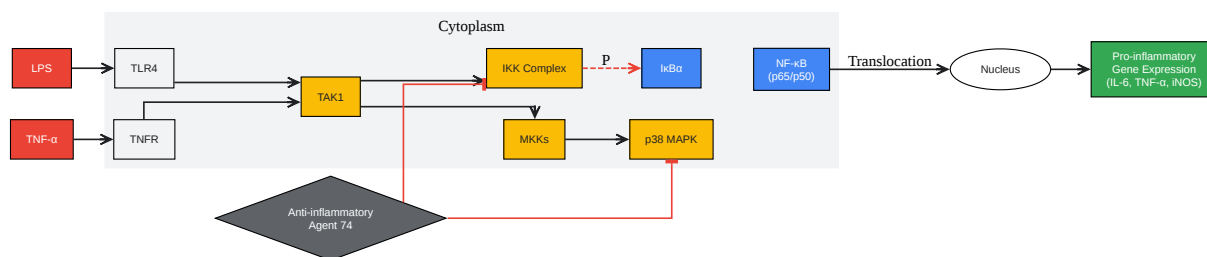 Cytoplasm
LPS
TLR4
IKK Complex
P
IκBα
NF-κB
(p65/p50)
Translocation
Nucleus
Pro-inflammatory
Gene Expression
(IL-6, TNF-α, iNOS)
TAK1
TNF-α
TNFR
MKKs
p38 MAPK
Anti-inflammatory
Agent 74